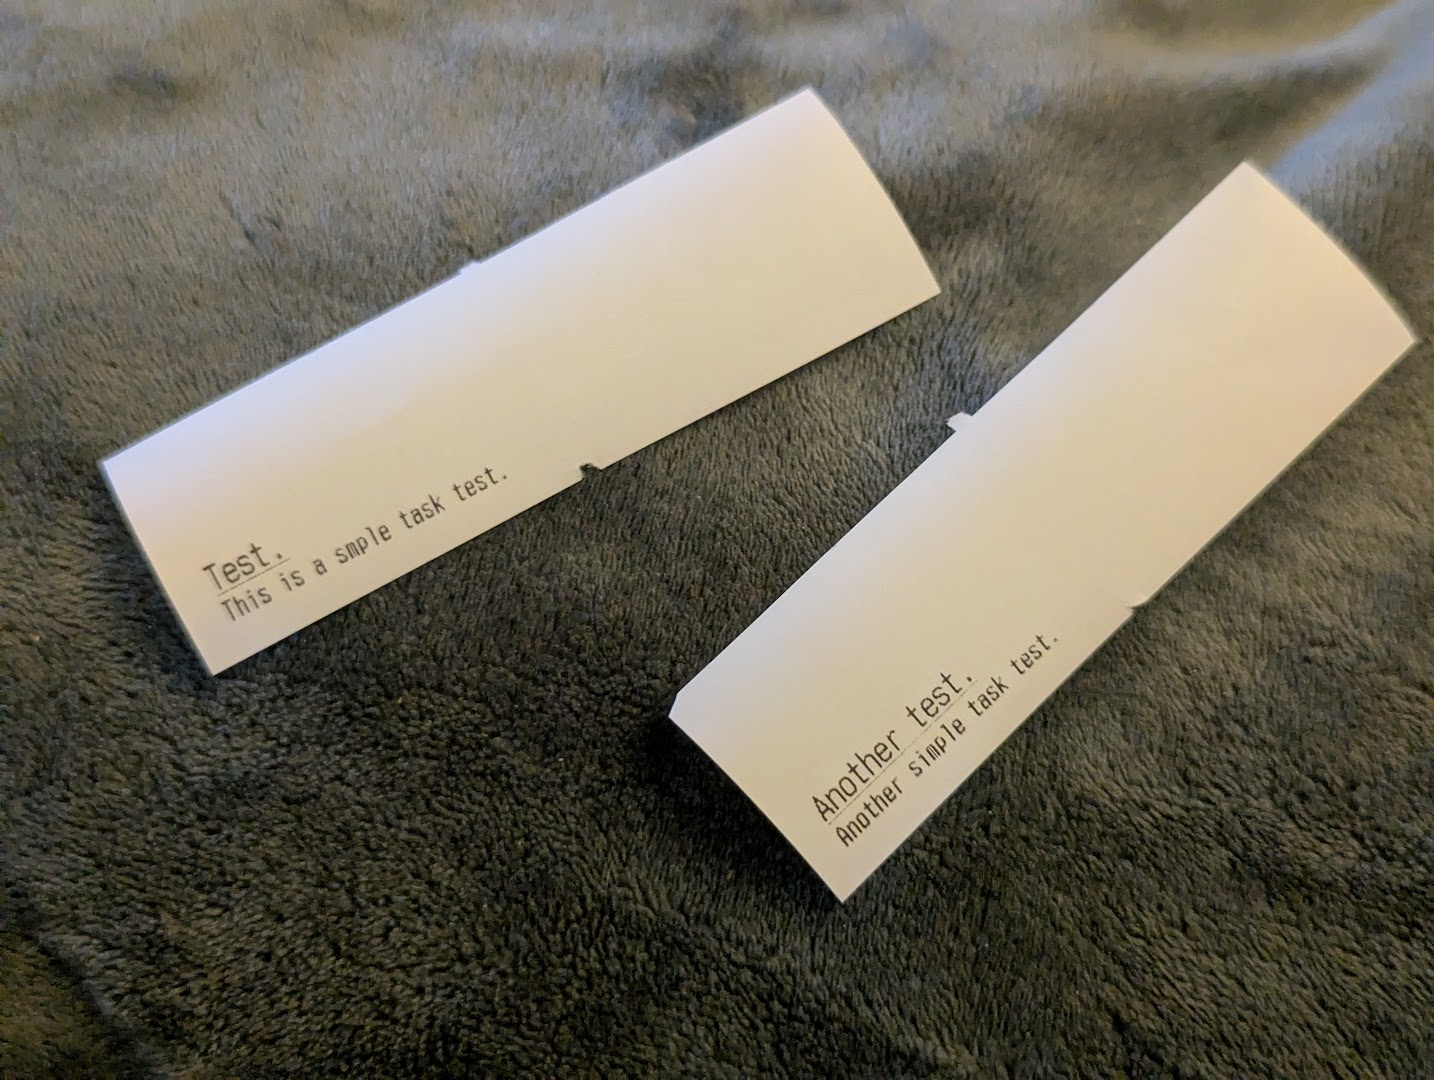 Test.
This is a smple task test.
Another test.
Another simple task test.